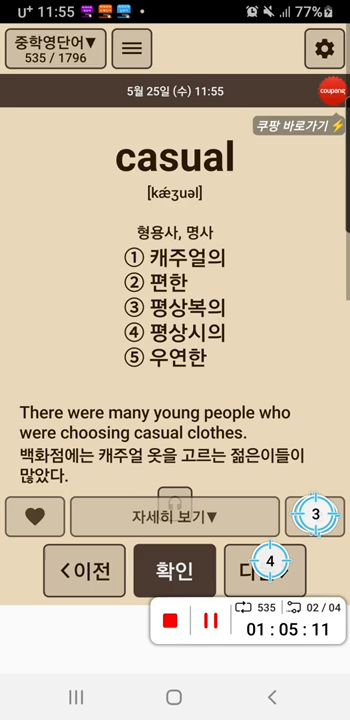 U+ 11:55 77%
중학영단어▼
535 / 1796
5월 25일 (수) 11:55
coupang
쿠팡 바로가기⚡
casual
[kǽʒuəl]
형용사, 명사
① 캐주얼의
② 편한
③ 평상복의
④ 평상시의
⑤ 우연한
There were many young people who
were choosing casual clothes.
백화점에는 캐주얼 옷을 고르는 젊은이들이
많았다.
자세히 보기▼
3
<이전 확인
4
535 02 / 04
01 : 05 : 11